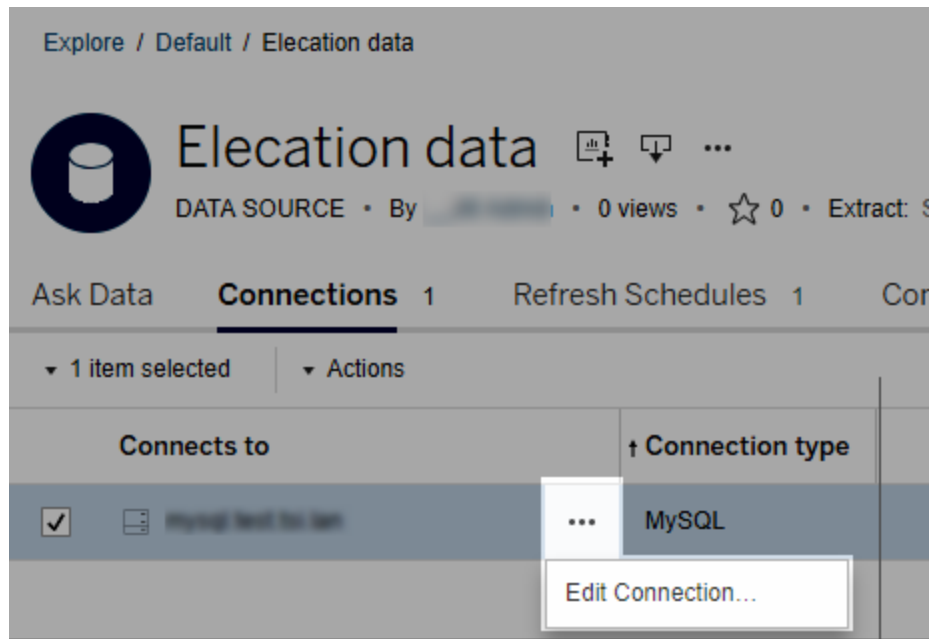 Explore / Default / Elecation data
Elecation data
DATA SOURCE • By • 0 views • 0 • Extract:
Ask Data Connections 1 Refresh Schedules 1
1 item selected Actions
Connects to Connection type
MySQL
Edit Connection...